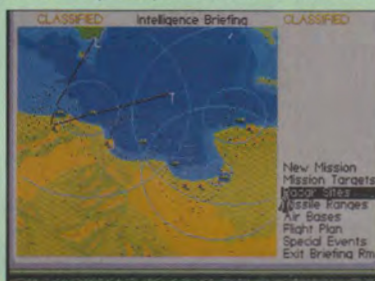 CLASSIFIED Intelligence Briefing CLASSIFIED
New Mission
Mission Targets
Radar Sites
Missile Ranges
Air Bases
Flight Plan
Special Events
Exit Briefing Rm